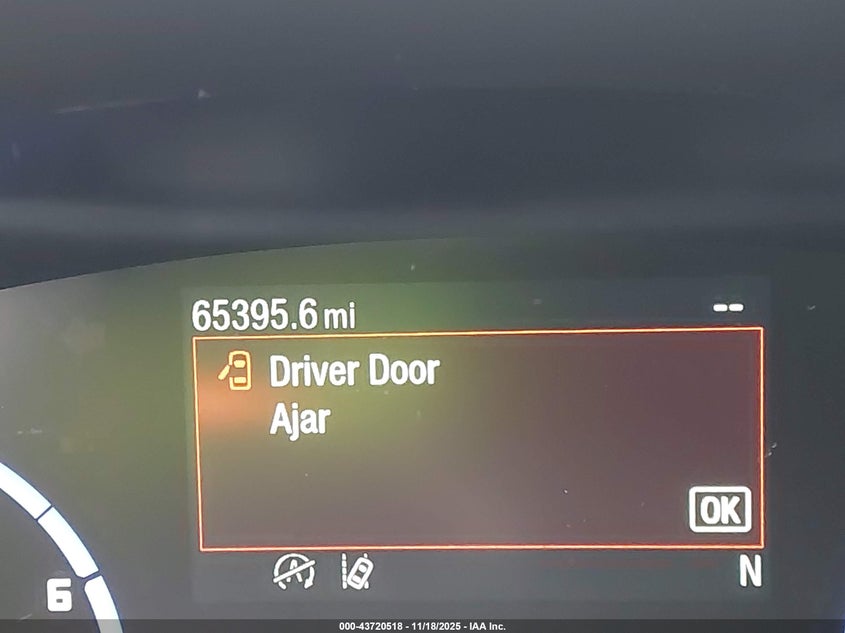 65395.6 mi --
Driver Door
Ajar
OK
N
6
000-43720518 - 11/18/2025 - IAA Inc.